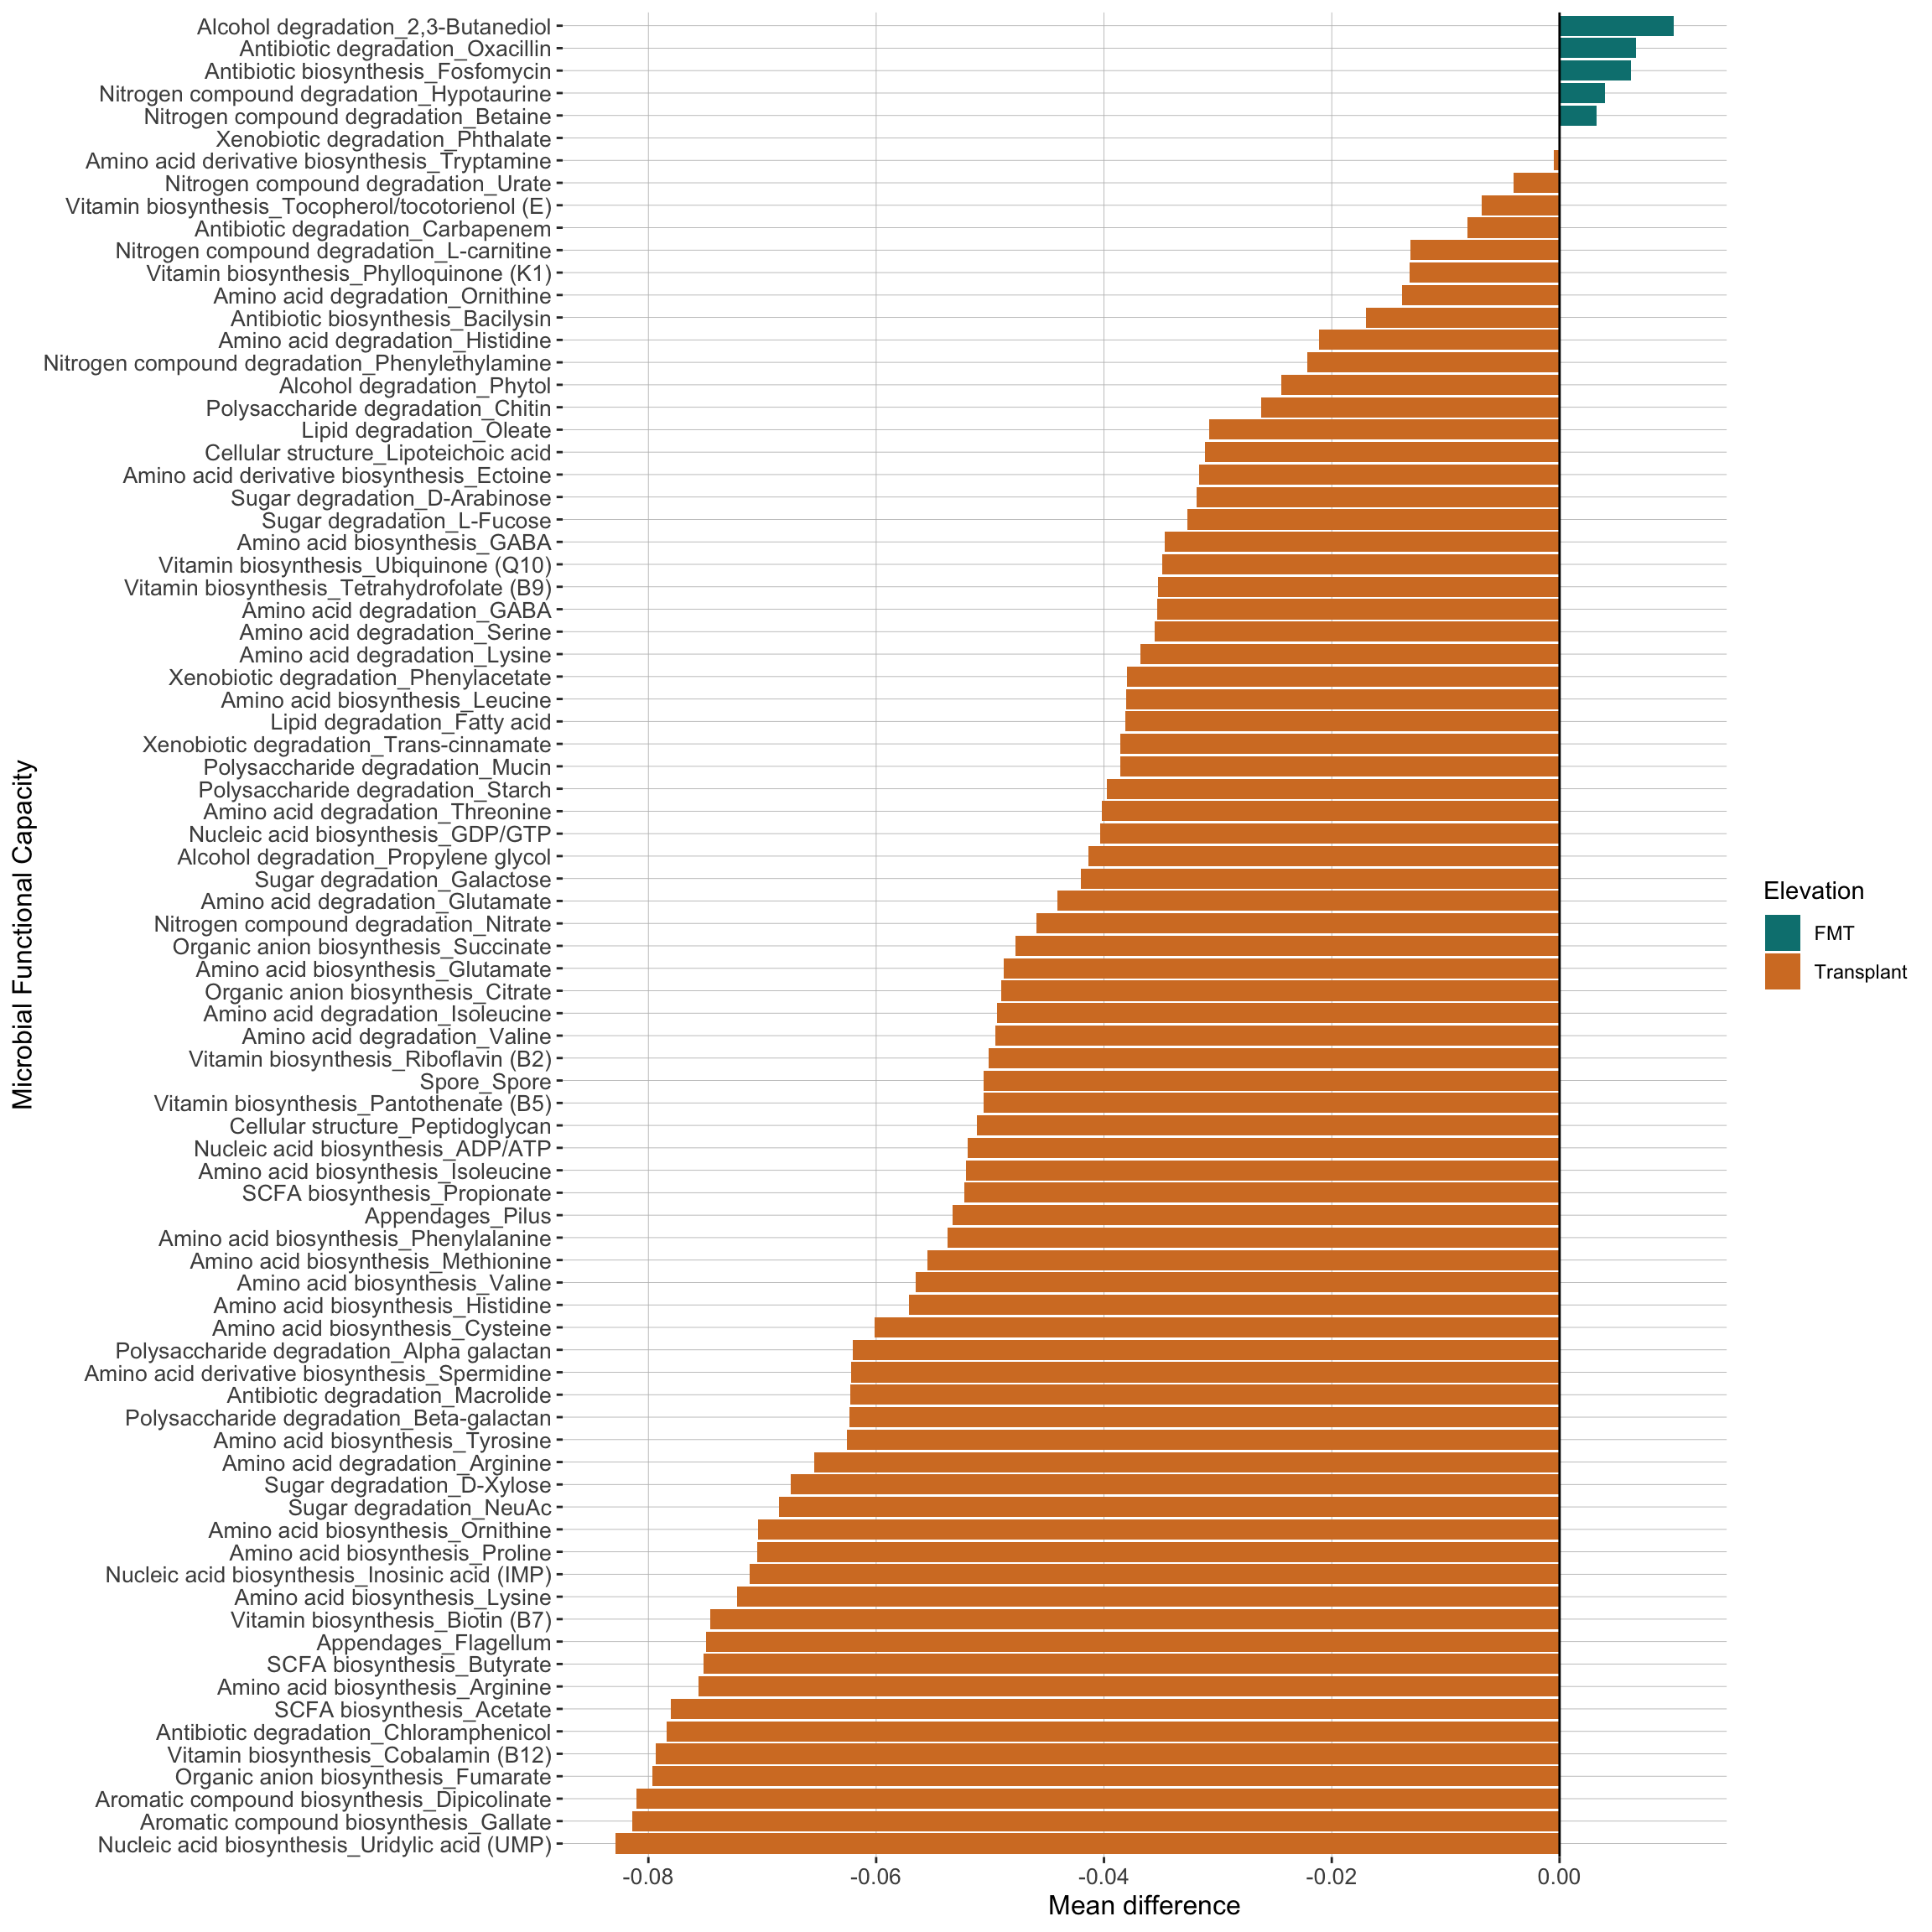 Alcohol degradation_2,3-Butanediol
Antibiotic degradation_Oxacillin
Antibiotic biosynthesis_Fosfomycin
Nitrogen compound degradation_Hypotaurine
Nitrogen compound degradation_Betaine
Xenobiotic degradation_Phthalate
Amino acid derivative biosynthesis_Tryptamine
Nitrogen compound degradation_Urate
Vitamin biosynthesis_Tocopherol/tocotorienol (E)
Antibiotic degradation_Carbapenem
Nitrogen compound degradation_L-carnitine
Vitamin biosynthesis_Phylloquinone (K1)
Amino acid degradation_Ornithine
Antibiotic biosynthesis_Bacilysin
Amino acid degradation_Histidine
Nitrogen compound degradation_Phenylethylamine
Alcohol degradation_Phytol
Polysaccharide degradation_Chitin
Lipid degradation_Oleate
Cellular structure_Lipoteichoic acid
Amino acid derivative biosynthesis_Ectoine
Sugar degradation_D-Arabinose
Sugar degradation_L-Fucose
Amino acid biosynthesis_GABA
Vitamin biosynthesis_Ubiquinone (Q10)
Vitamin biosynthesis_Tetrahydrofolate (B9)
Amino acid degradation_GABA
Amino acid degradation_Serine
Amino acid degradation_Lysine
Xenobiotic degradation_Phenylacetate
Amino acid biosynthesis_Leucine
Lipid degradation_Fatty acid
Xenobiotic degradation_Trans-cinnamate
Polysaccharide degradation_Mucin
Polysaccharide degradation_Starch
Amino acid degradation_Threonine
Nucleic acid biosynthesis_GDP/GTP
Alcohol degradation_Propylene glycol
Sugar degradation_Galactose
Amino acid degradation_Glutamate
Nitrogen compound degradation_Nitrate
Organic anion biosynthesis_Succinate
Amino acid biosynthesis_Glutamate
Organic anion biosynthesis_Citrate
Amino acid degradation_Isoleucine
Amino acid degradation_Valine
Vitamin biosynthesis_Riboflavin (B2)
Spore_Spore
Vitamin biosynthesis_Pantothenate (B5)
Cellular structure_Peptidoglycan
Nucleic acid biosynthesis_ADP/ATP
Amino acid biosynthesis_Isoleucine
SCFA biosynthesis_Propionate
Appendages_Pilus
Amino acid biosynthesis_Phenylalanine
Amino acid biosynthesis_Methionine
Amino acid biosynthesis_Valine
Amino acid biosynthesis_Histidine
Amino acid biosynthesis_Cysteine
Polysaccharide degradation_Alpha galactan
Amino acid derivative biosynthesis_Spermidine
Antibiotic degradation_Macrolide
Polysaccharide degradation_Beta-galactan
Amino acid biosynthesis_Tyrosine
Amino acid degradation_Arginine
Sugar degradation_D-Xylose
Sugar degradation_NeuAc
Amino acid biosynthesis_Ornithine
Amino acid biosynthesis_Proline
Nucleic acid biosynthesis_Inosinic acid (IMP)
Amino acid biosynthesis_Lysine
Vitamin biosynthesis_Biotin (B7)
Appendages_Flagellum
SCFA biosynthesis_Butyrate
Amino acid biosynthesis_Arginine
SCFA biosynthesis_Acetate
Antibiotic degradation_Chloramphenicol
Vitamin biosynthesis_Cobalamin (B12)
Organic anion biosynthesis_Fumarate
Aromatic compound biosynthesis_Dipicolinate
Aromatic compound biosynthesis_Gallate
Nucleic acid biosynthesis_Uridylic acid (UMP)
-0.08 -0.06 -0.04 -0.02 0.00
Mean difference
Microbial Functional Capacity
Elevation
FMT
Transplant